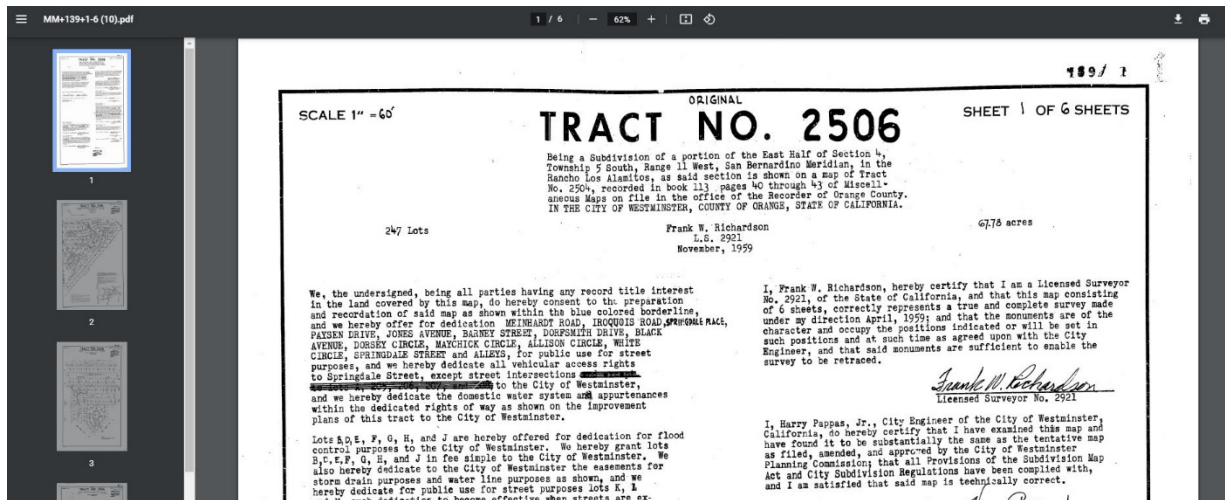 MM+139+1-6 (10).pdf
1 / 6
62%
1
2
3
139/ 1
ORIGINAL
SCALE 1" = 60'
TRACT NO. 2506
SHEET 1 OF 6 SHEETS
Being a Subdivision of a portion of the East Half of Section 4,
Township 5 South, Range 11 West, San Bernardino Meridian, in the
Rancho Los Alamitos, as said section is shown on a map of Tract
No. 2504, recorded in book 113 pages 40 through 43 of Miscell-
aneous Maps on file in the office of the Recorder of Orange County.
IN THE CITY OF WESTMINSTER, COUNTY OF ORANGE, STATE OF CALIFORNIA.
247 Lots
Frank W. Richardson
L.S. 2921
November, 1959
67.78 acres
We, the undersigned, being all parties having any record title interest
in the land covered by this map, do hereby consent to the preparation
and recordation of said map as shown within the blue colored borderline,
and we hereby offer for dedication MEINHARDT ROAD, IROQUOIS ROAD, SPRINGDALE PLACE,
PAYSEN DRIVE, JONES AVENUE, BARNEY STREET, DORFSMITH DRIVE, BLACK
AVENUE, DORSEY CIRCLE, MAYCHICK CIRCLE, ALLISON CIRCLE, WHITE
CIRCLE, SPRINGDALE STREET and ALLEYS, for public use for street
purposes, and we hereby dedicate all vehicular access rights
to Springdale Street, except street intersections
to the City of Westminster,
and we hereby dedicate the domestic water system and appurtenances
within the dedicated rights of way as shown on the improvement
plans of this tract to the City of Westminster.
Lots B, D, E, F, G, H, and J are hereby offered for dedication for flood
control purposes to the City of Westminster. We hereby grant lots
B, C, E, F, G, H, and J in fee simple to the City of Westminster. We
also hereby dedicate to the City of Westminster the easements for
storm drain purposes and water line purposes as shown, and we
hereby dedicate for public use for street purposes lots K, L
I, Frank W. Richardson, hereby certify that I am a Licensed Surveyor
No. 2921, of the State of California, and that this map consisting
of 6 sheets, correctly represents a true and complete survey made
under my direction April, 1959; and that the monuments are of the
character and occupy the positions indicated or will be set in
such positions and at such time as agreed upon with the City
Engineer, and that said monuments are sufficient to enable the
survey to be retraced.
Frank W. Richardson
Licensed Surveyor No. 2921
I, Harry Pappas, Jr., City Engineer of the City of Westminster,
California, do hereby certify that I have examined this map and
have found it to be substantially the same as the tentative map
as filed, amended, and approved by the City of Westminster
Planning Commission; that all Provisions of the Subdivision Map
Act and City Subdivision Regulations have been complied with,
and I am satisfied that said map is technically correct.